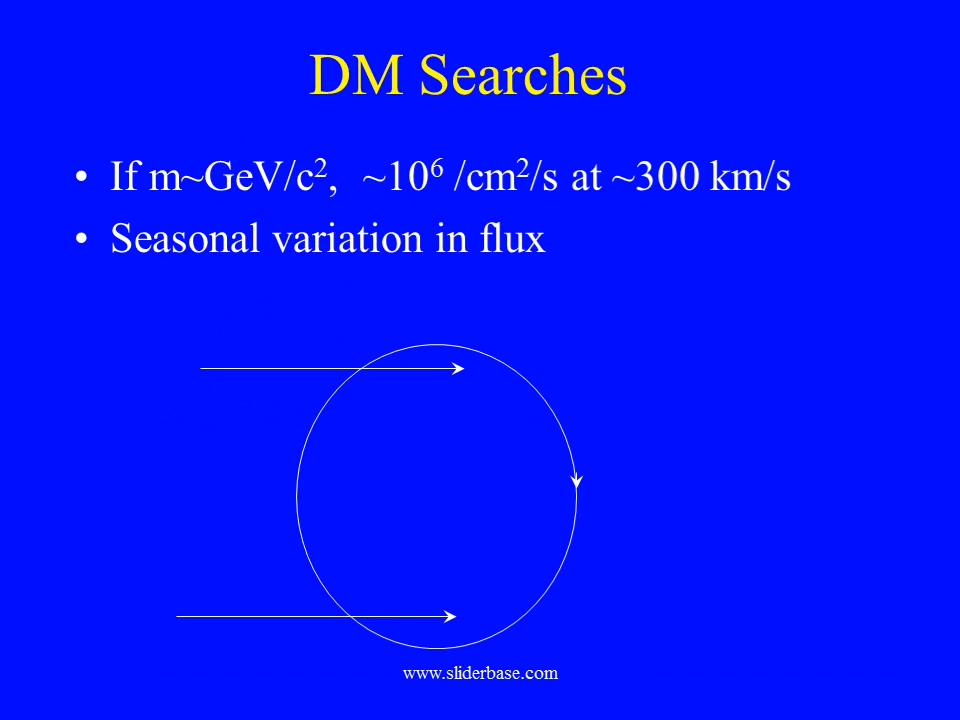 DM Searches
• If m~GeV/c², ~10⁶ /cm²/s at ~300 km/s
• Seasonal variation in flux
www.sliderbase.com